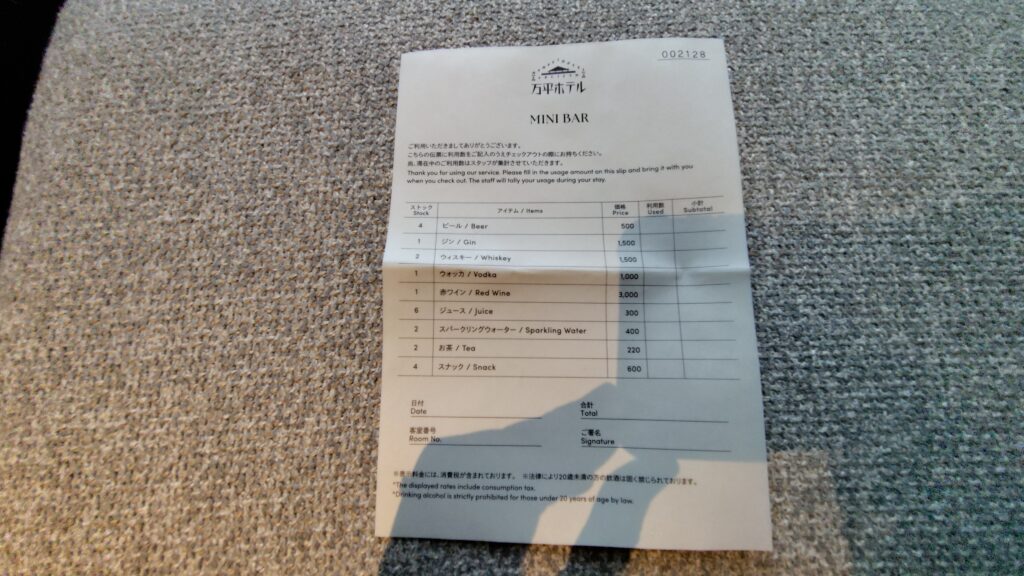 002128
万平ホテル
MINI BAR
ご利用いただきましてありがとうございます。
こちらの伝票に利用数をご記入のうえチェックアウトの際にお持ちください。
尚、滞在中のご利用数はスタッフが集計させていただきます。
Thank you for using our service. Please fill in the usage amount on this slip and bring it with you
when you check out. The staff will tally your usage during your stay.
ストック アイテム / Items 価格 利用数 小計
Stock Price Used Subtotal
4 ビール / Beer 500
1 ジン / Gin 1,500
2 ウィスキー / Whiskey 1,500
1 ウォッカ / Vodka 1,000
1 赤ワイン / Red Wine 3,000
6 ジュース / Juice 300
2 スパークリングウォーター / Sparkling Water 400
2 お茶 / Tea 220
4 スナック / Snack 600
日付 合計
Date Total
客室番号 ご署名
Room No. Signature
※表示料金には、消費税が含まれております。 ※法律により20歳未満の方の飲酒は固く禁じられております。
*The displayed rates include consumption tax.
*Drinking alcohol is strictly prohibited for those under 20 years of age by law.